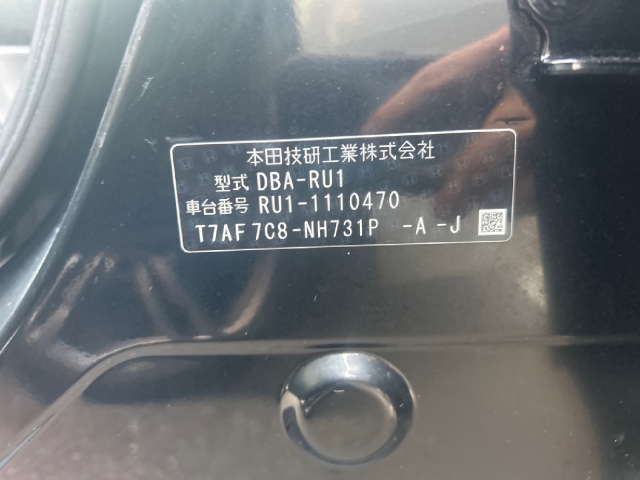 本田技研工業株式会社
型式 DBA-RU1
車台番号 RU1-1110470
T7AF 7C8-NH731P -A -J